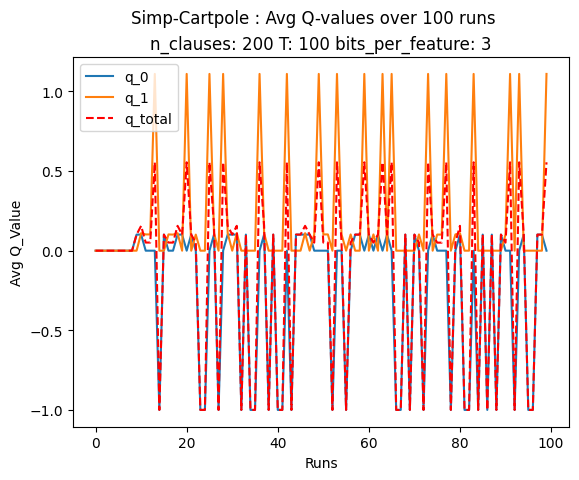 Simp-Cartpole : Avg Q-values over 100 runs
n_clauses: 200 T: 100 bits_per_feature: 3
q_0
q_1
q_total
1.0
0.5
0.0
−0.5
−1.0
Avg Q_Value
0
20
40
60
80
100
Runs